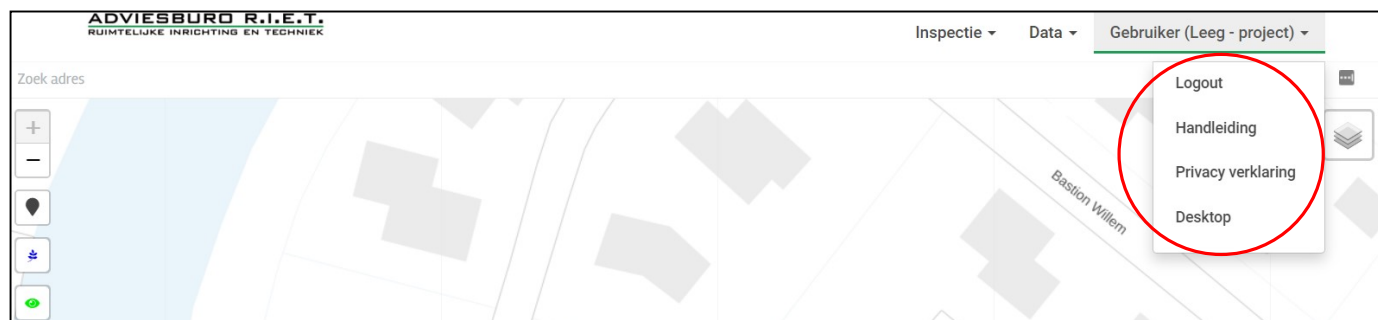 ADVIESBURO R.I.E.T.
RUIMTELIJKE INRICHTING EN TECHNIEK
Inspectie
Data
Gebruiker (Leeg - project)
Zoek adres
Logout
Handleiding
Privacy verklaring
Desktop
Bastion Willem